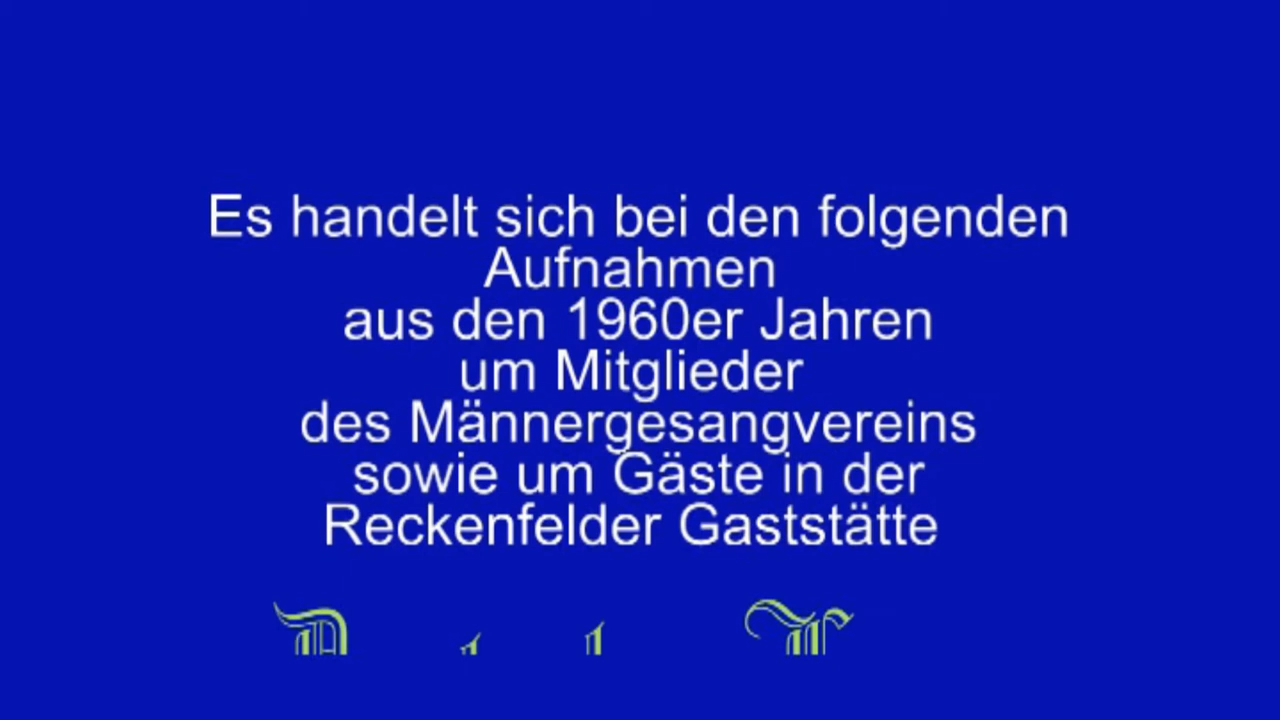 Es handelt sich bei den folgenden
Aufnahmen
aus den 1960er Jahren
um Mitglieder
des Männergesangvereins
sowie um Gäste in der
Reckenfelder Gaststätte